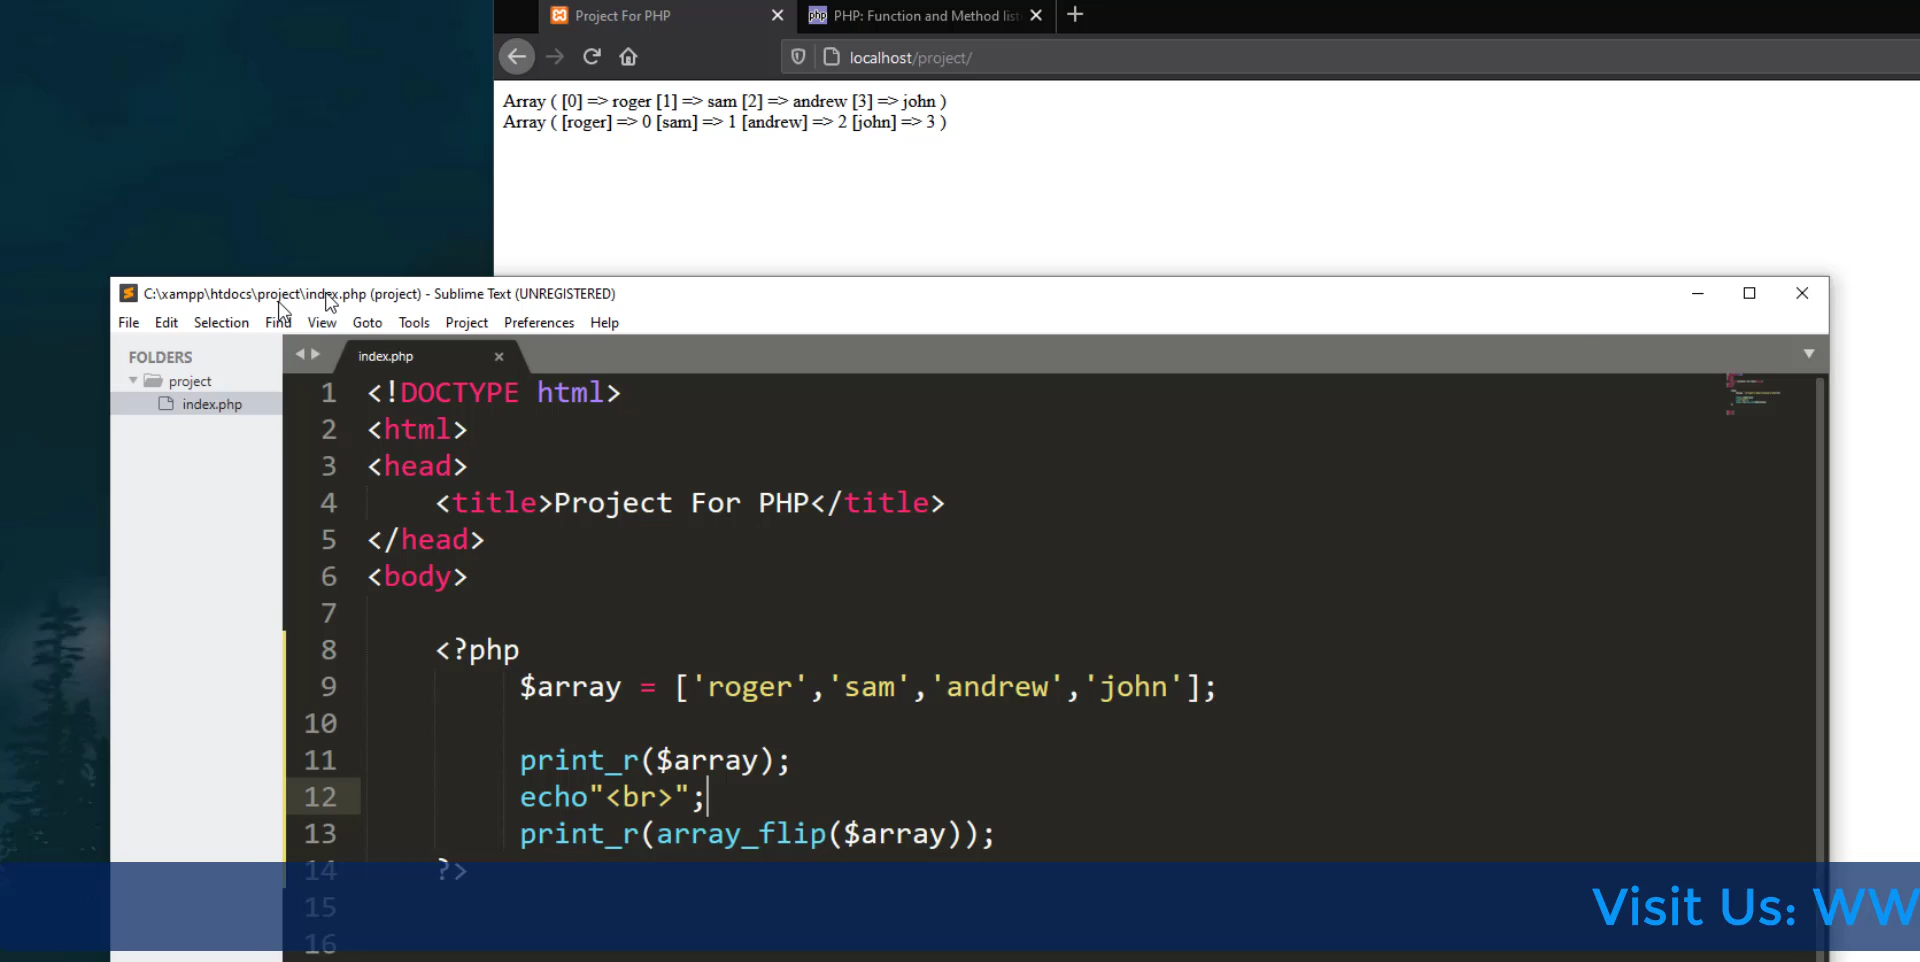 Project For PHP
PHP: Function and Method list
localhost/project/
Array ( [0] => roger [1] => sam [2] => andrew [3] => john )
Array ( [roger] => 0 [sam] => 1 [andrew] => 2 [john] => 3 )
C:\xampp\htdocs\project\index.php (project) - Sublime Text (UNREGISTERED)
File Edit Selection Find View Goto Tools Project Preferences Help
FOLDERS
project
index.php
index.php
1 <!DOCTYPE html>
2 <html>
3 <head>
4 <title>Project For PHP</title>
5 </head>
6 <body>
7
8 <?php
9 $array = ['roger','sam','andrew','john'];
10
11 print_r($array);
12 echo"<br>";
13 print_r(array_flip($array));
14 ?>
15
16
Visit Us: WW